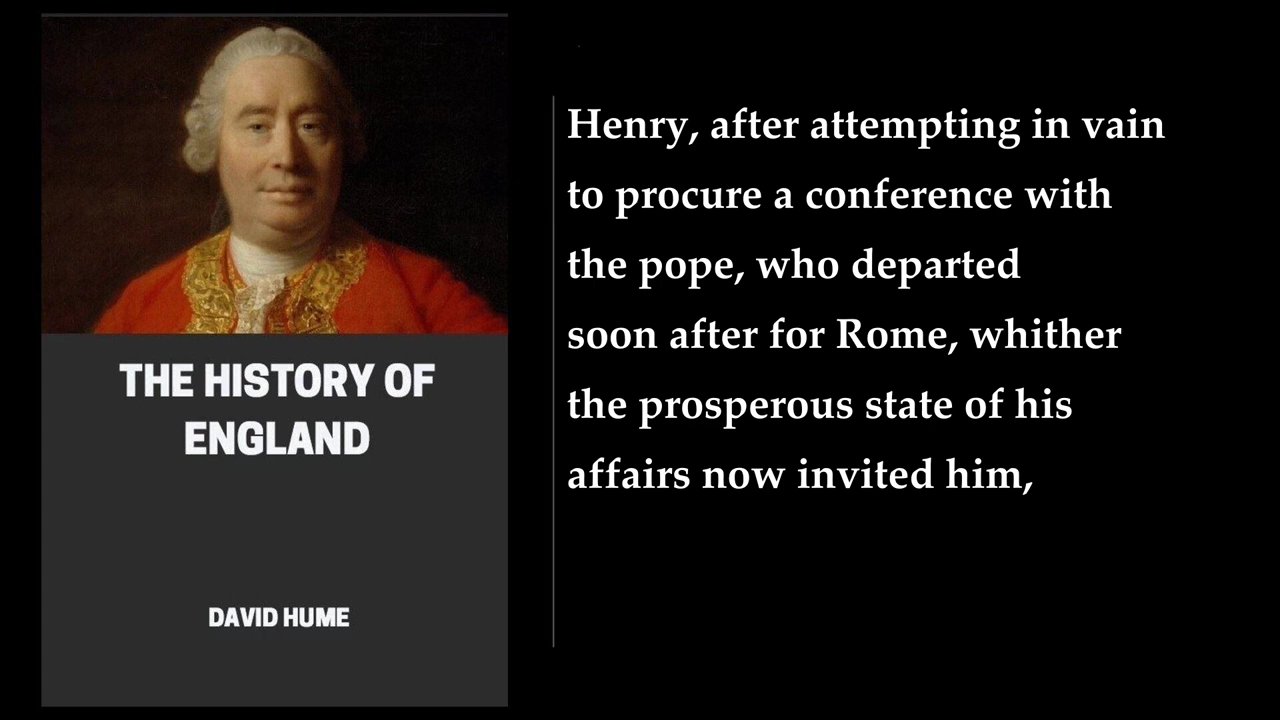 THE HISTORY OF
ENGLAND
DAVID HUME
Henry, after attempting in vain
to procure a conference with
the pope, who departed
soon after for Rome, whither
the prosperous state of his
affairs now invited him,